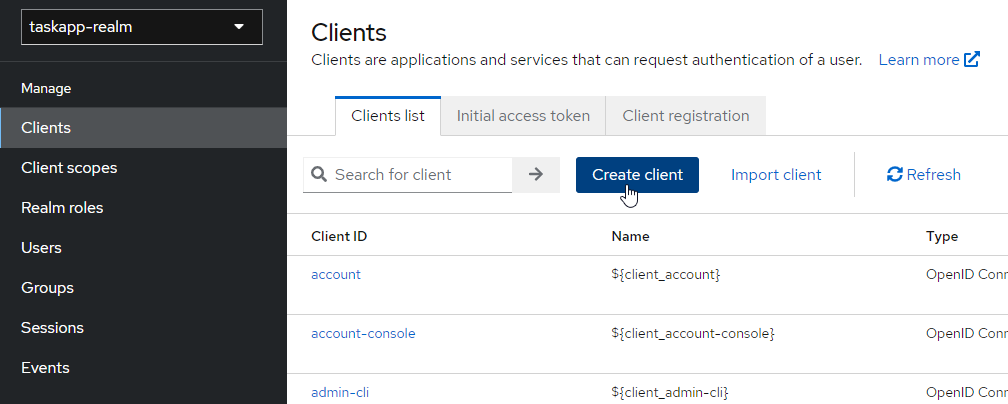 taskapp-realm
Manage
Clients
Client scopes
Realm roles
Users
Groups
Sessions
Events
Clients
Clients are applications and services that can request authentication of a user. Learn more
Clients list Initial access token Client registration
Search for client Create client Import client Refresh
Client ID Name Type
account ${client_account} OpenID Conn
account-console ${client_account-console} OpenID Conn
admin-cli ${client_admin-cli} OpenID Conn